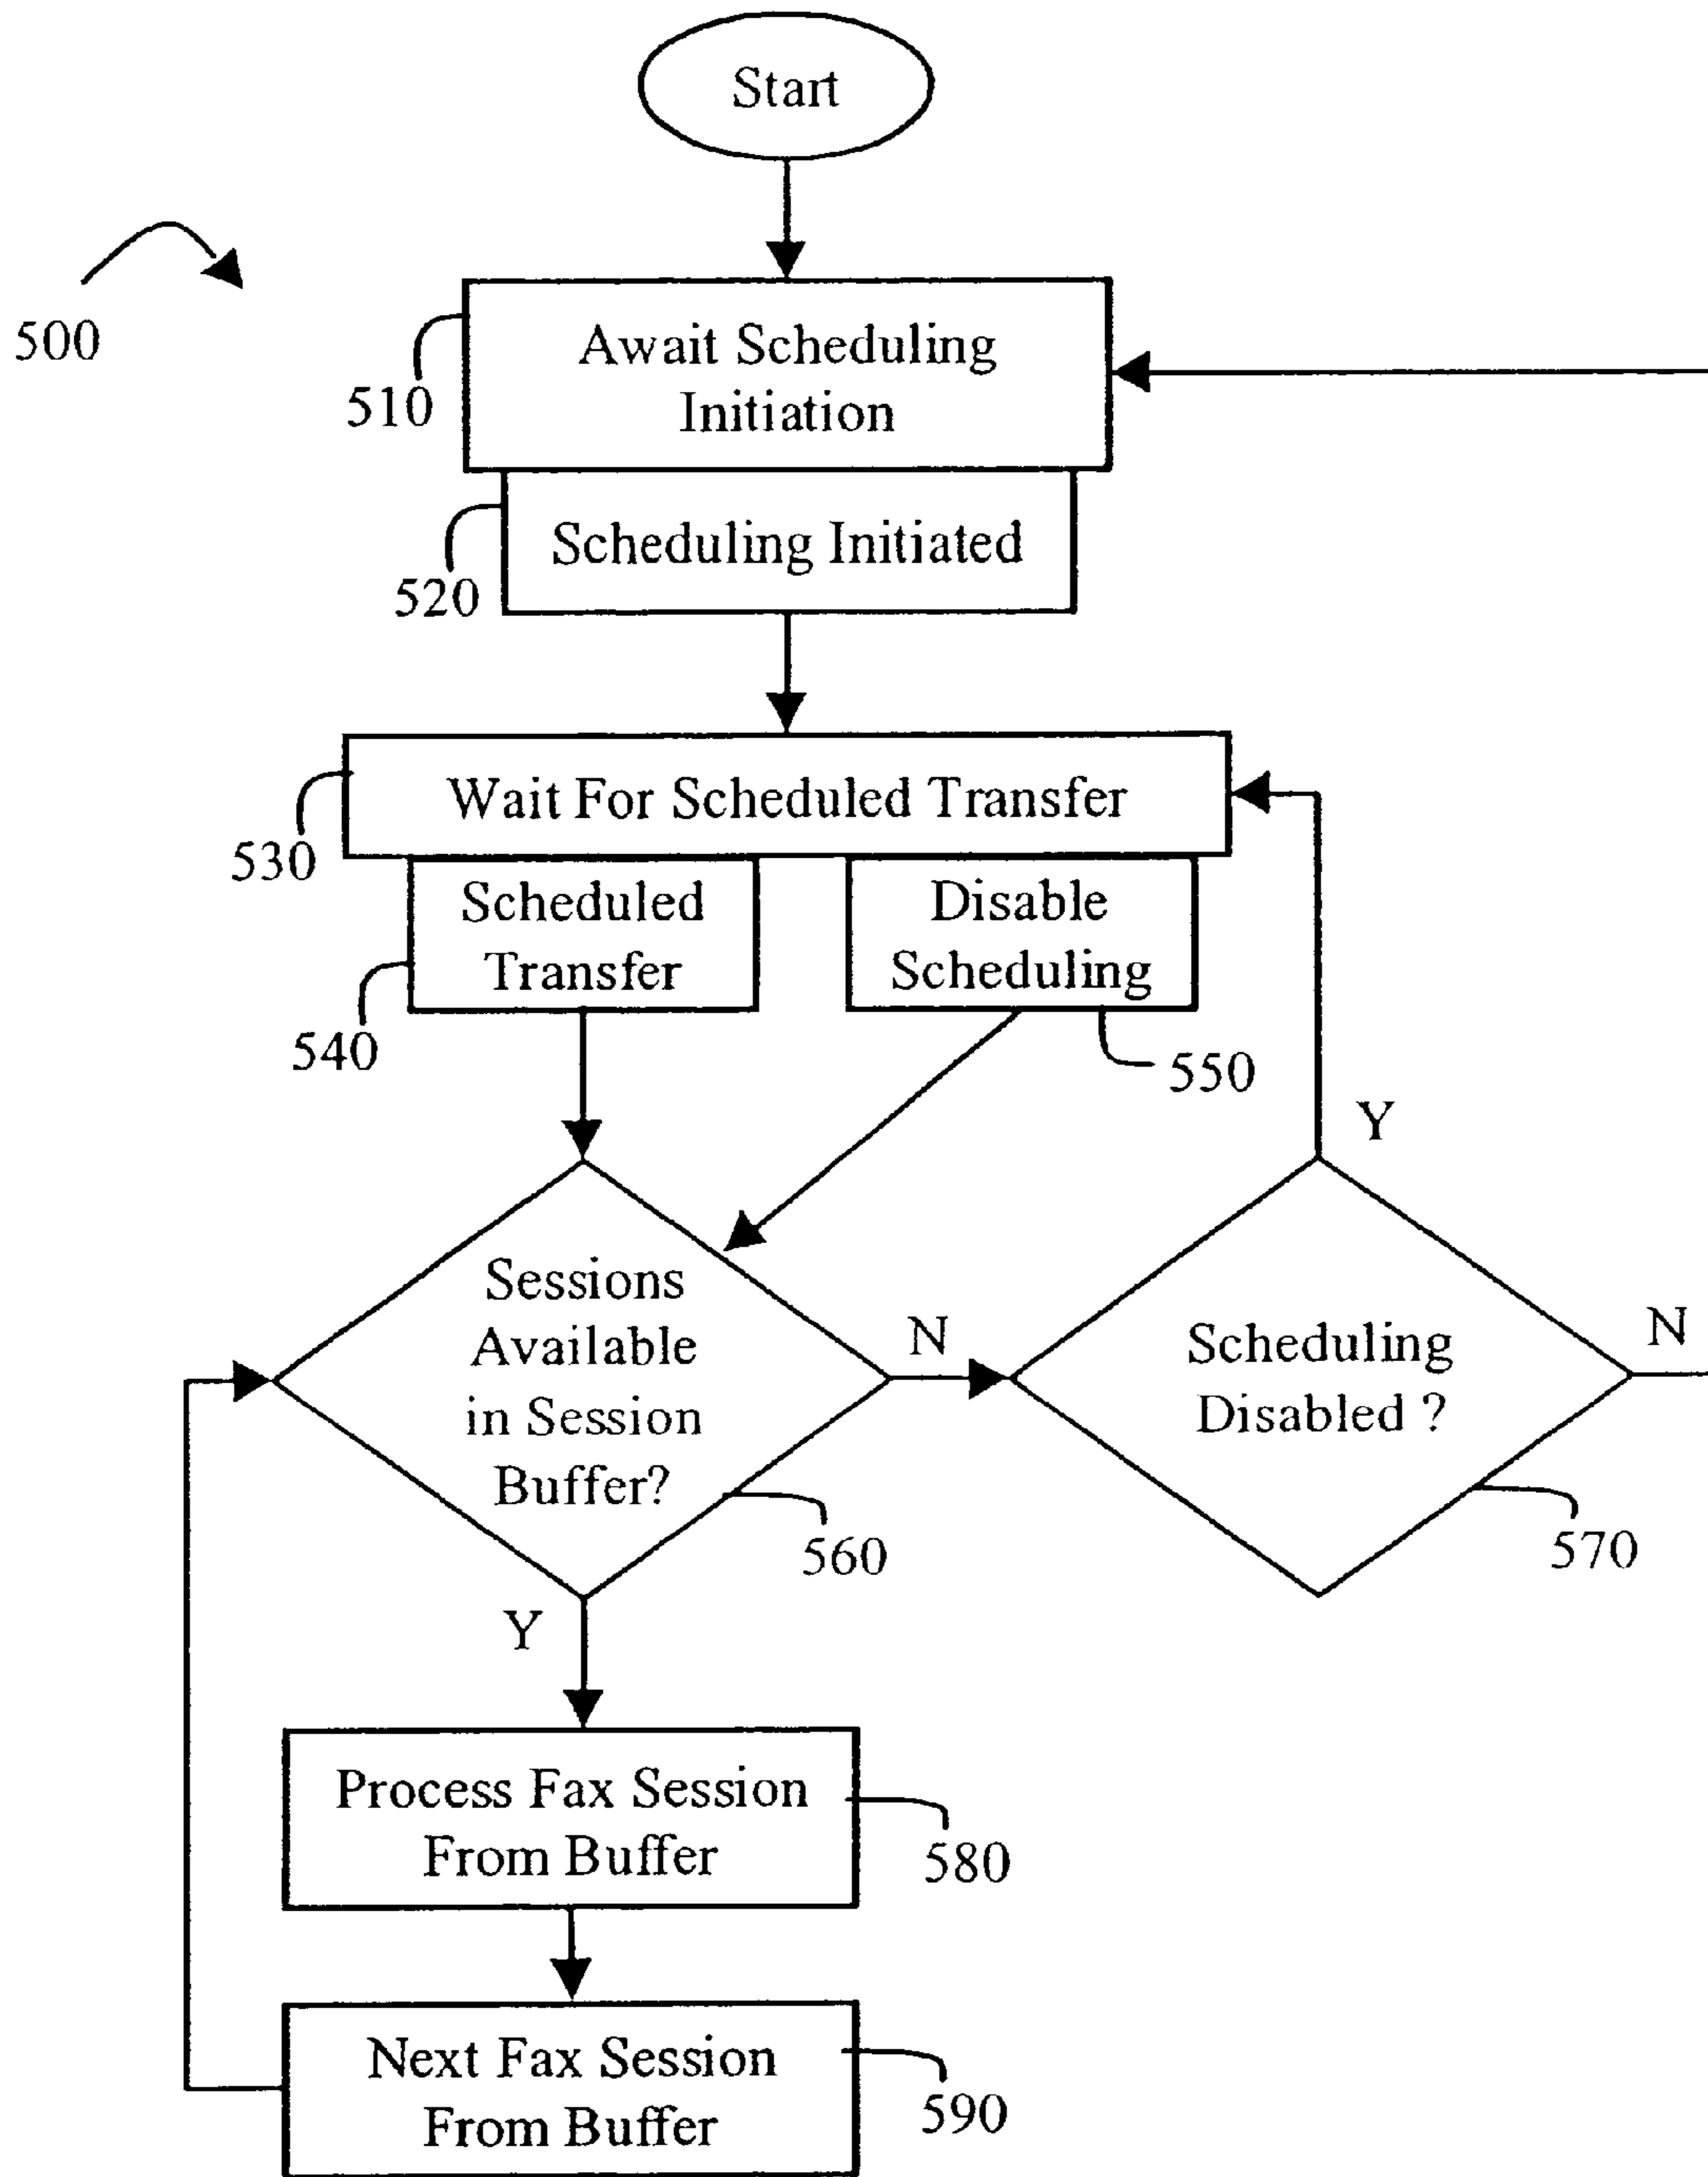 Start
500
Await Scheduling
Initiation
510
Scheduling Initiated
520
Wait For Scheduled Transfer
530
Scheduled
Transfer
Disable
Scheduling
540
550
Y
Sessions
Available
in Session
Buffer?
N
Scheduling
Disabled ?
N
560
570
Y
Process Fax Session
From Buffer
580
Next Fax Session
From Buffer
590